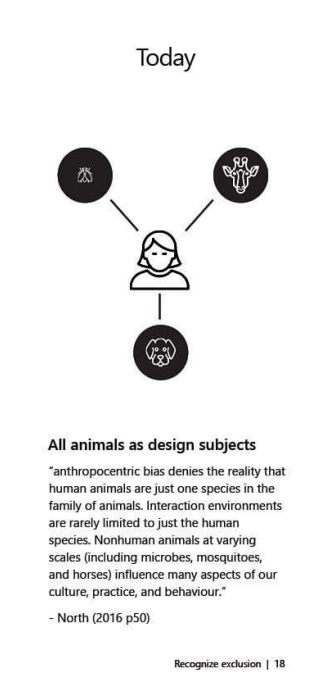 Today
All animals as design subjects
“anthropocentric bias denies the reality that
human animals are just one species in the
family of animals. Interaction environments
are rarely limited to just the human
species. Nonhuman animals at varying
scales (including microbes, mosquitoes,
and horses) influence many aspects of our
culture, practice, and behaviour.”
- North (2016 p50)
Recognize exclusion | 18